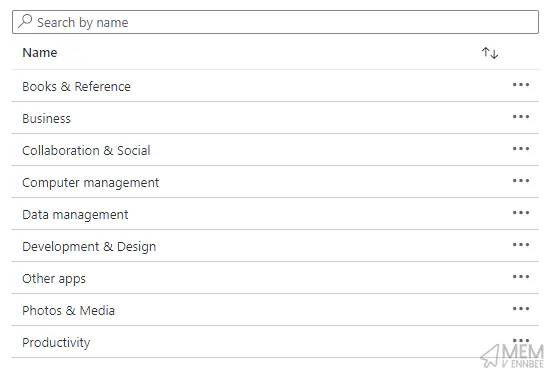 Search by name
Name
Books & Reference
Business
Collaboration & Social
Computer management
Data management
Development & Design
Other apps
Photos & Media
Productivity
MEM
V ENNBEE